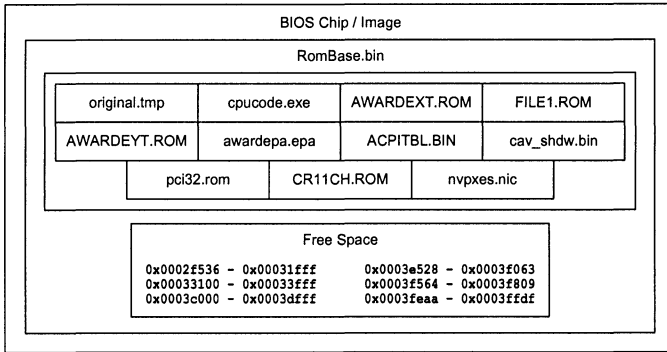 BIOS Chip / Image
RomBase.bin
original.tmp cpucode.exe AWARDEXT.ROM FILE1.ROM
AWARDEYT.ROM awardepa.epa ACPITBL.BIN cav_shdw.bin
pci32.rom CR11CH.ROM nvpxes.nic
Free Space
0x0002f536 - 0x00031fff 0x0003e528 - 0x0003f063
0x00033100 - 0x00033fff 0x0003f564 - 0x0003f809
0x0003c000 - 0x0003dfff 0x0003feaa - 0x0003ffdf